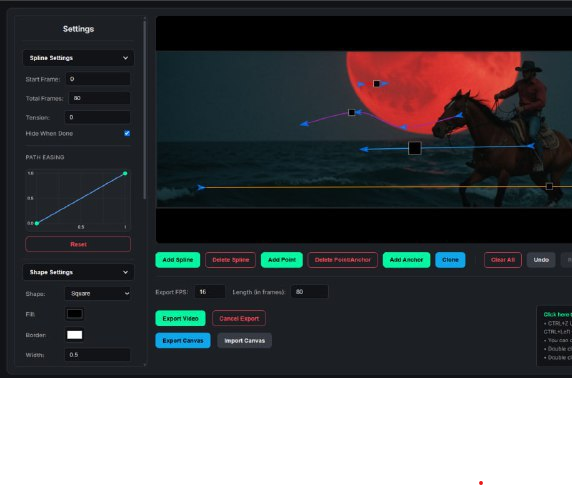 Settings
Spline Settings
Start Frame: 0
Total Frames: 80
Tension: 0
Hide When Done
PATH EASING
1.0
0.5
0.0
0.5 1
Reset
Shape Settings
Shape: Square
Fill:
Border:
Width: 0.5
Add Spline Delete Spline Add Point Delete Point/Anchor Add Anchor Clone Clear All Undo
Export FPS: 16 Length (in frames): 80
Export Video Cancel Export
Export Canvas Import Canvas
Click here
• CTRL+Z
CTRL+Left
• You can
• Double cli
• Double cli